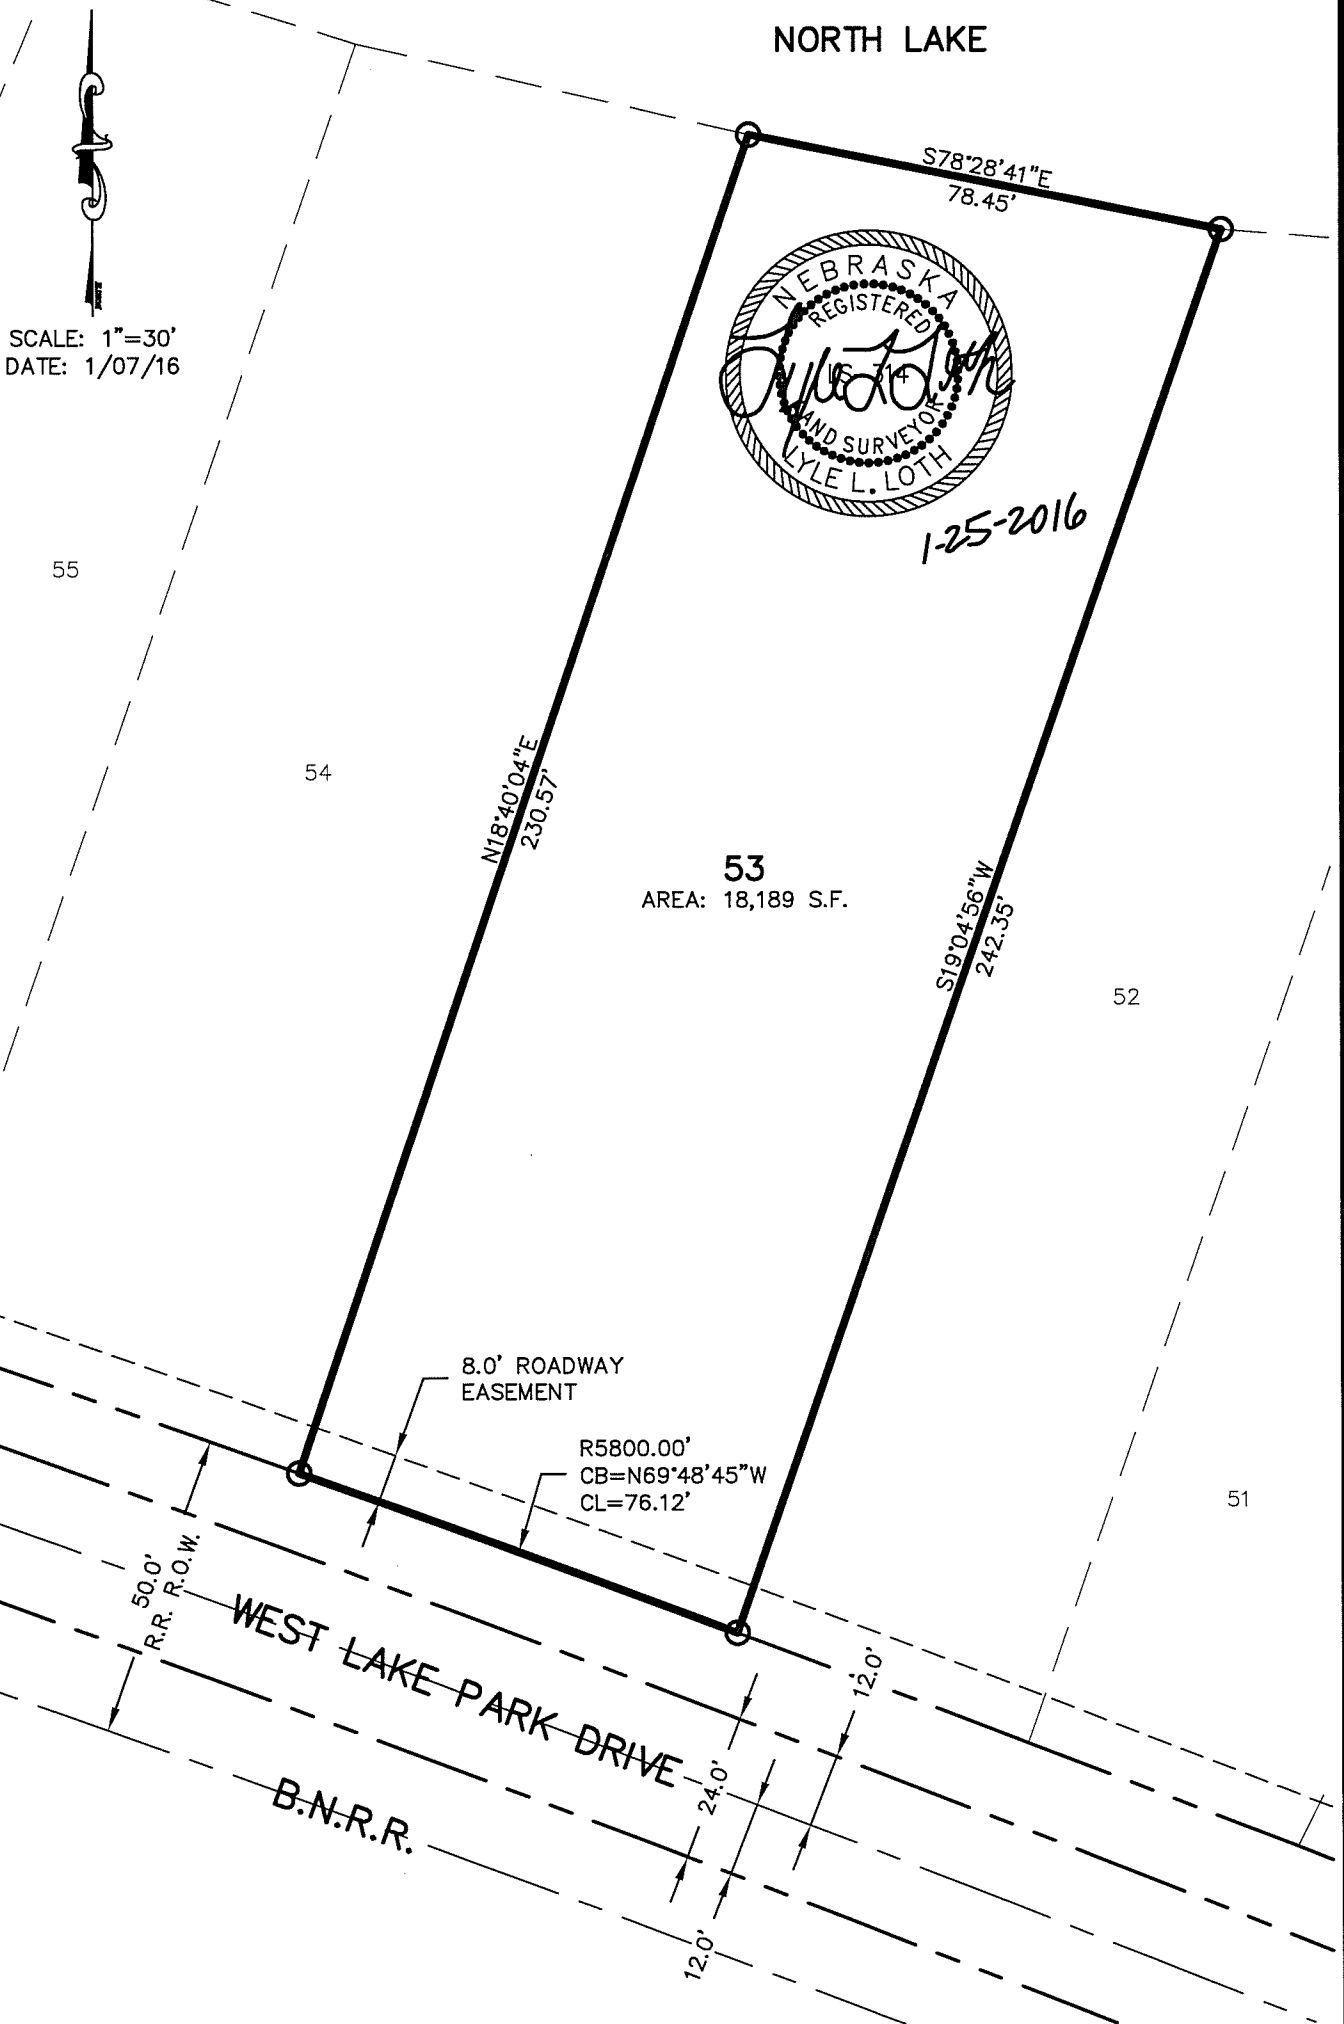 NORTH LAKE
SCALE: 1"=30'
DATE: 1/07/16
S78°28'41"E
78.45'
NEBRASKA
REGISTERED
LS-314
LAND SURVEYOR
LYLE L. LOTH
1-25-2016
55
54
N18°40'04"E
230.57'
53
AREA: 18,189 S.F.
S19°04'56"W
242.35'
52
51
8.0' ROADWAY
EASEMENT
R5800.00'
CB=N69°48'45"W
CL=76.12'
50.0'
R.R. R.O.W.
WEST LAKE PARK DRIVE
B.N.R.R.
12.0'
24.0'
12.0'